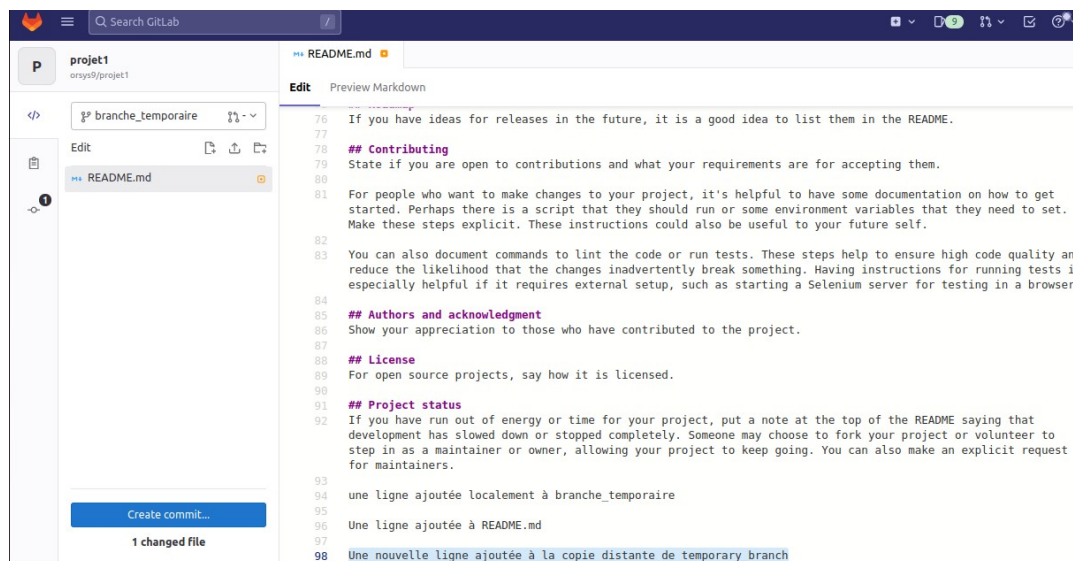 Search GitLab
/
9
P
projet1
orsys9/projet1
README.md
Edit
Preview Markdown
branche_temporaire
Edit
README.md
1
Create commit...
1 changed file
76 If you have ideas for releases in the future, it is a good idea to list them in the README.
77
78 ## Contributing
79 State if you are open to contributions and what your requirements are for accepting them.
80
81 For people who want to make changes to your project, it's helpful to have some documentation on how to get
started. Perhaps there is a script that they should run or some environment variables that they need to set.
Make these steps explicit. These instructions could also be useful to your future self.
82
83 You can also document commands to lint the code or run tests. These steps help to ensure high code quality an
reduce the likelihood that the changes inadvertently break something. Having instructions for running tests i
especially helpful if it requires external setup, such as starting a Selenium server for testing in a browser
84
85 ## Authors and acknowledgment
86 Show your appreciation to those who have contributed to the project.
87
88 ## License
89 For open source projects, say how it is licensed.
90
91 ## Project status
92 If you have run out of energy or time for your project, put a note at the top of the README saying that
development has slowed down or stopped completely. Someone may choose to fork your project or volunteer to
step in as a maintainer or owner, allowing your project to keep going. You can also make an explicit request
for maintainers.
93
94 une ligne ajoutée localement à branche_temporaire
95
96 Une ligne ajoutée à README.md
97
98 Une nouvelle ligne ajoutée à la copie distante de temporary branch